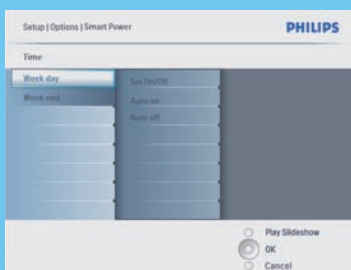 Setup | Options | Smart Power
PHILIPS
Time
Week day
Set On/Off
Week end
Auto on
Auto off
Play Slideshow
OK
Cancel